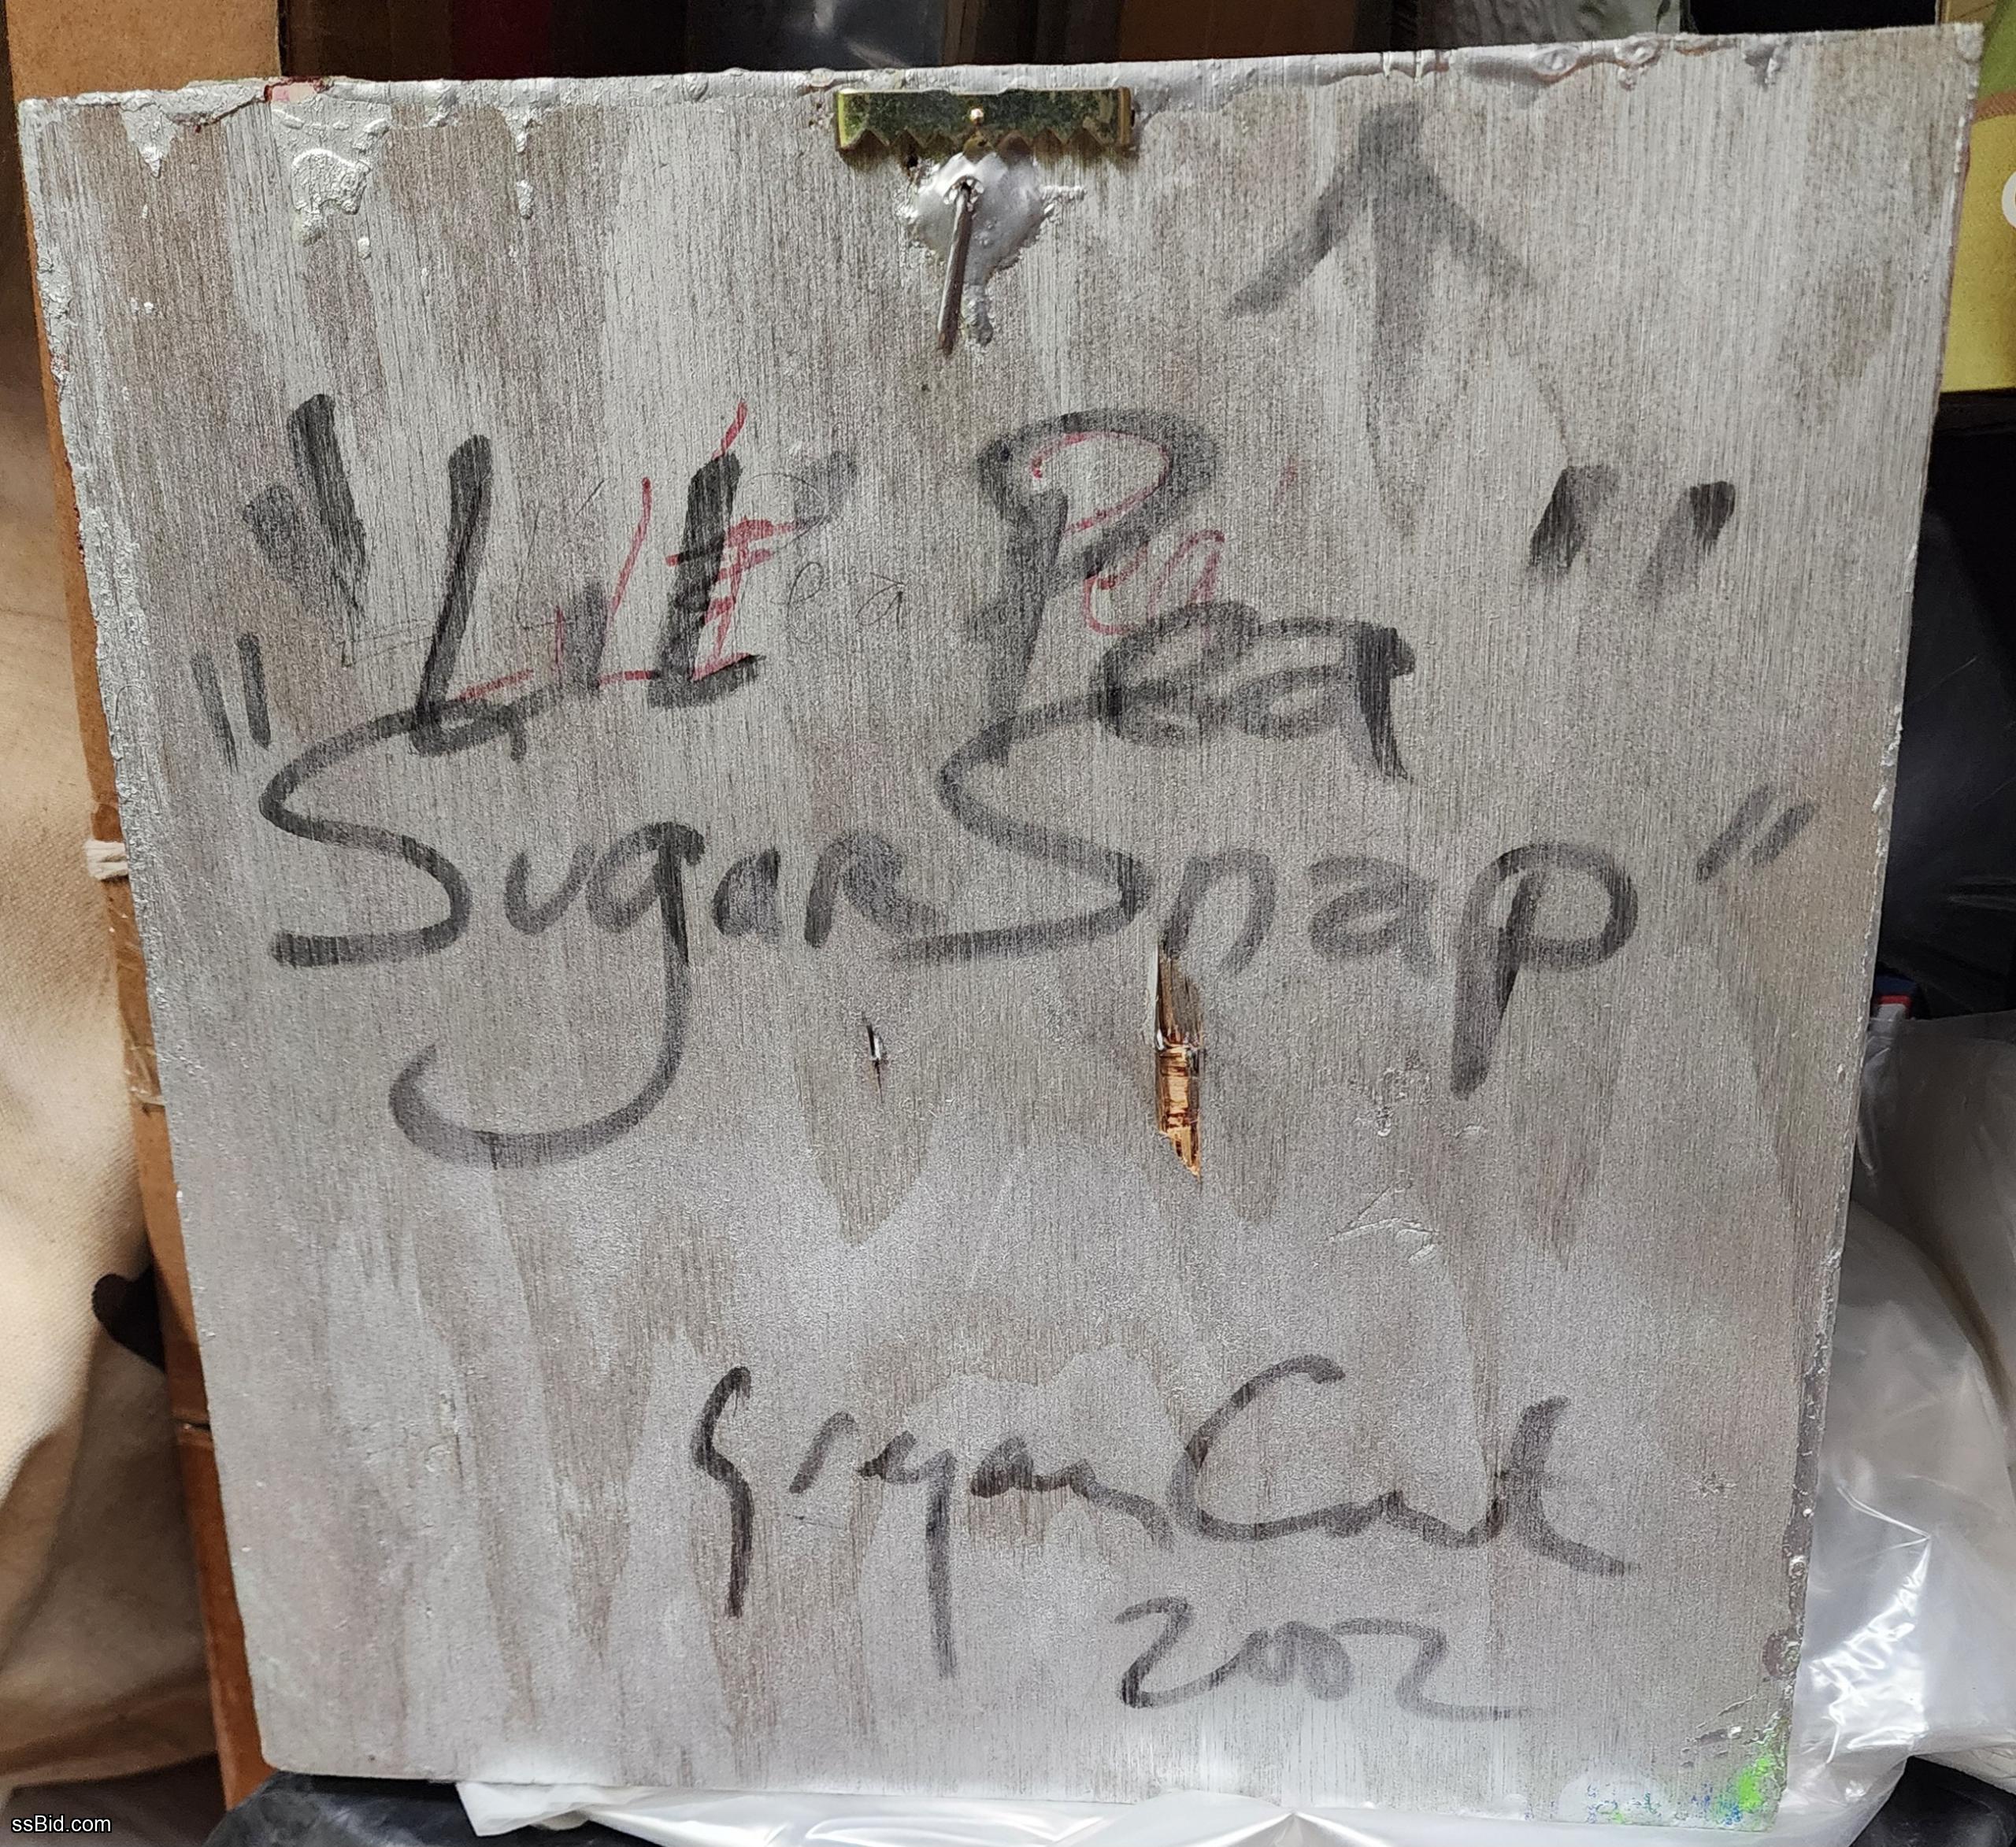 "Lil Pea"
"Sugar Snap"
2002
ssBid.com